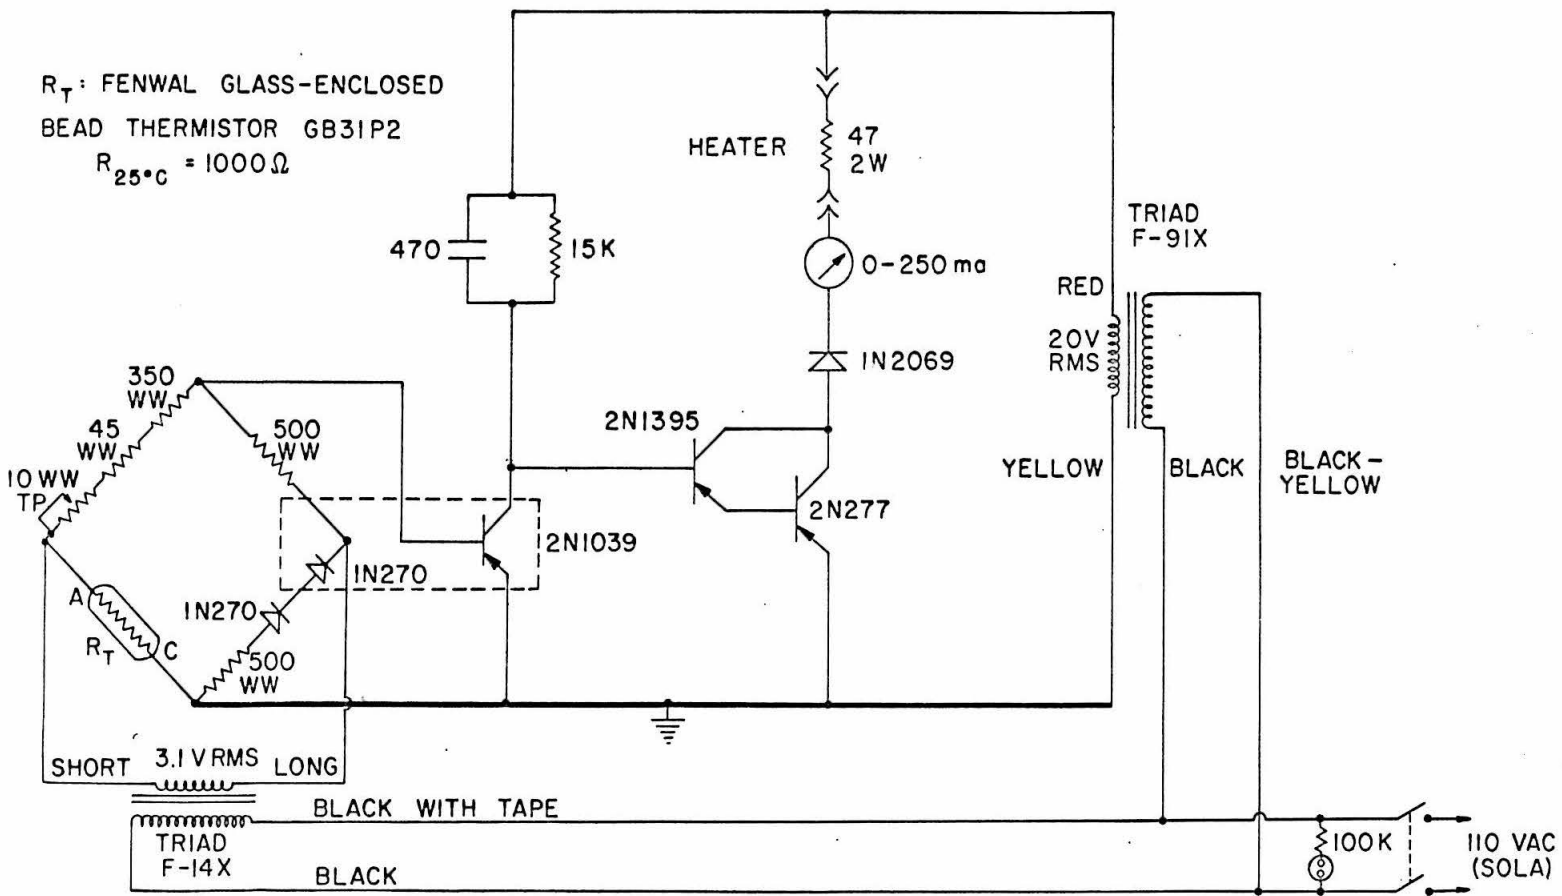 R_T: FENWAL GLASS-ENCLOSED
BEAD THERMISTOR GB31P2
R_25°C = 1000Ω
HEATER
47
2W
TRIAD
F-91X
470
15K
0-250 ma
RED
20V
RMS
1N2069
350
WW
45
WW
500
WW
2N1395
10 WW
TP
YELLOW
BLACK
BLACK-
YELLOW
2N277
2N1039
1N270
1N270
A
R_T
C
500
WW
SHORT
3.1 V RMS
LONG
BLACK WITH TAPE
TRIAD
F-14X
100K
110 VAC
(SOLA)
BLACK